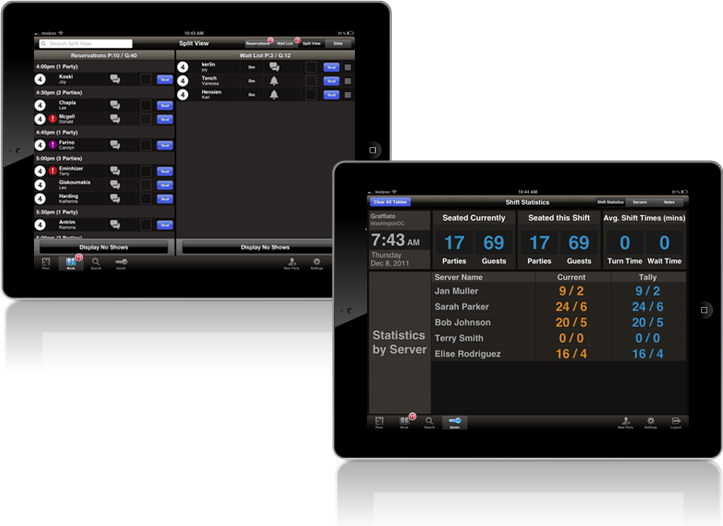 Verizon 10:43 AM
Search Split View Split View Reservations Wait List Split View Stats
Reservations P:10 / G:40 Wait List P:3 / G:12
4:00pm (1 Party)
4 Koski Seat
Joy
4:30pm (2 Parties)
4 Chapla Seat
Lee
4 Mcgell Seat
Donald
4:45pm (1 Party)
4 Farino Seat
Carolyn
5:00pm (3 Parties)
4 Eminhizer Seat
Terry
4 Giakoumakis Seat
Leo
4 Harding Seat
Katherine
5:30pm (1 Party)
4 Antrim Seat
Ramona
4 kerlin 0m Seat
joy
4 Tench 0m Seat
Vanessa
4 Hensien 0m Seat
Karl
Display No Shows Display No Shows
Floor Book Search Admin New Party Settings
Verizon 10:44 AM 31%
Clear All Tables Shift Statistics Shift Statistics Servers Notes
Graffiato
WashingtonDC
7:43 AM
Thursday
Dec 8, 2011
Seated Currently Seated this Shift Avg. Shift Times (mins)
17 69 17 69 0 0
Parties Guests Parties Guests Turn Time Wait Time
Statistics
by Server
Server Name Current Tally
Jan Muller 9 / 2 9 / 2
Sarah Parker 24 / 6 24 / 6
Bob Johnson 20 / 5 20 / 5
Terry Smith 0 / 0 0 / 0
Elise Rodriguez 16 / 4 16 / 4
Floor Book Search Admin New Party Settings Logout